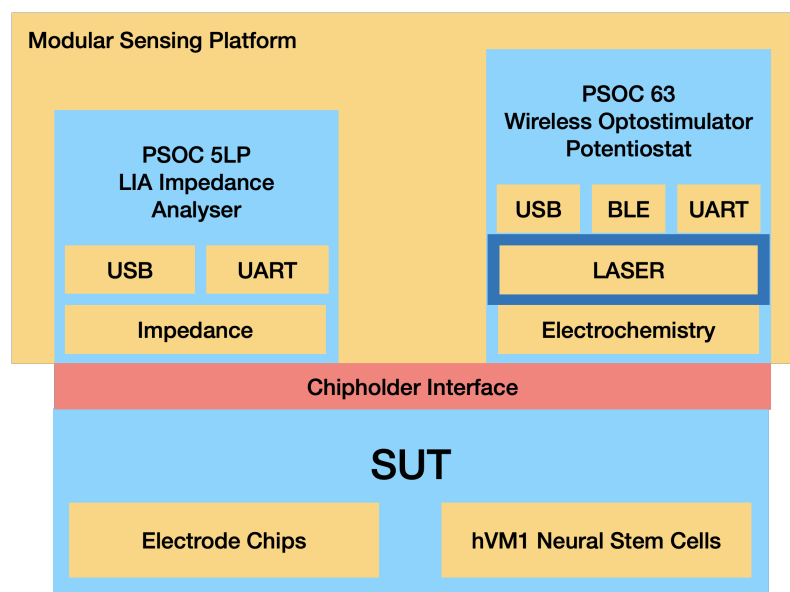 Modular Sensing Platform
PSOC 5LP
LIA Impedance
Analyser
USB
UART
Impedance
PSOC 63
Wireless Optostimulator
Potentiostat
USB
BLE
UART
LASER
Electrochemistry
Chipholder Interface
SUT
Electrode Chips
hVM1 Neural Stem Cells